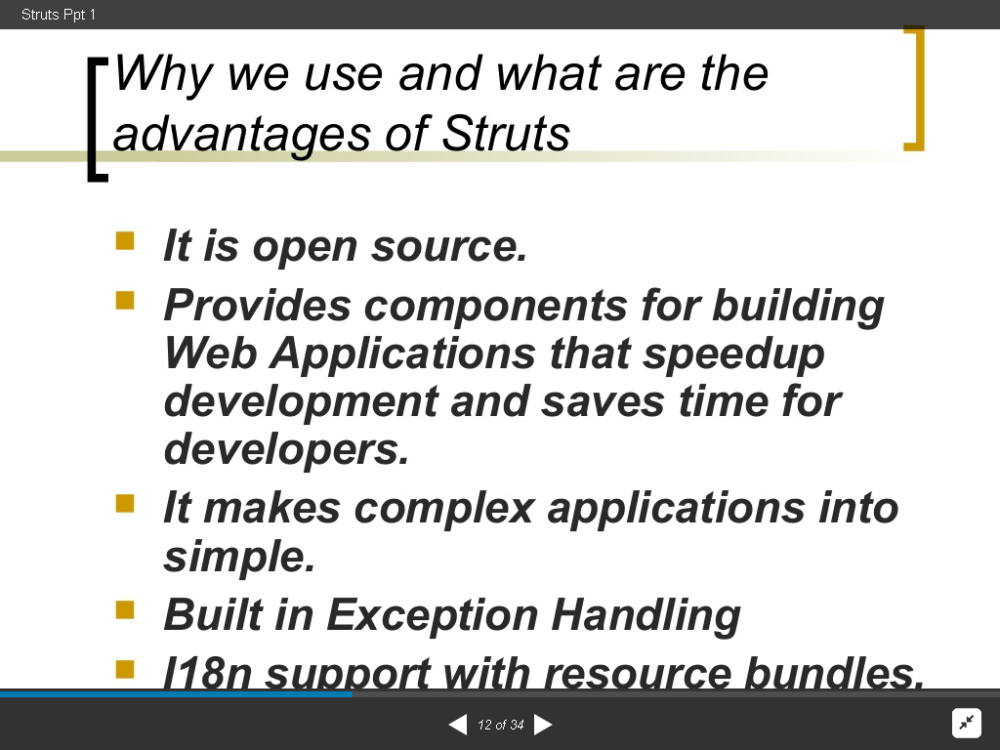 Struts Ppt 1
Why we use and what are the
advantages of Struts
It is open source.
Provides components for building
Web Applications that speedup
development and saves time for
developers.
It makes complex applications into
simple.
Built in Exception Handling
I18n support with resource bundles.
12 of 34